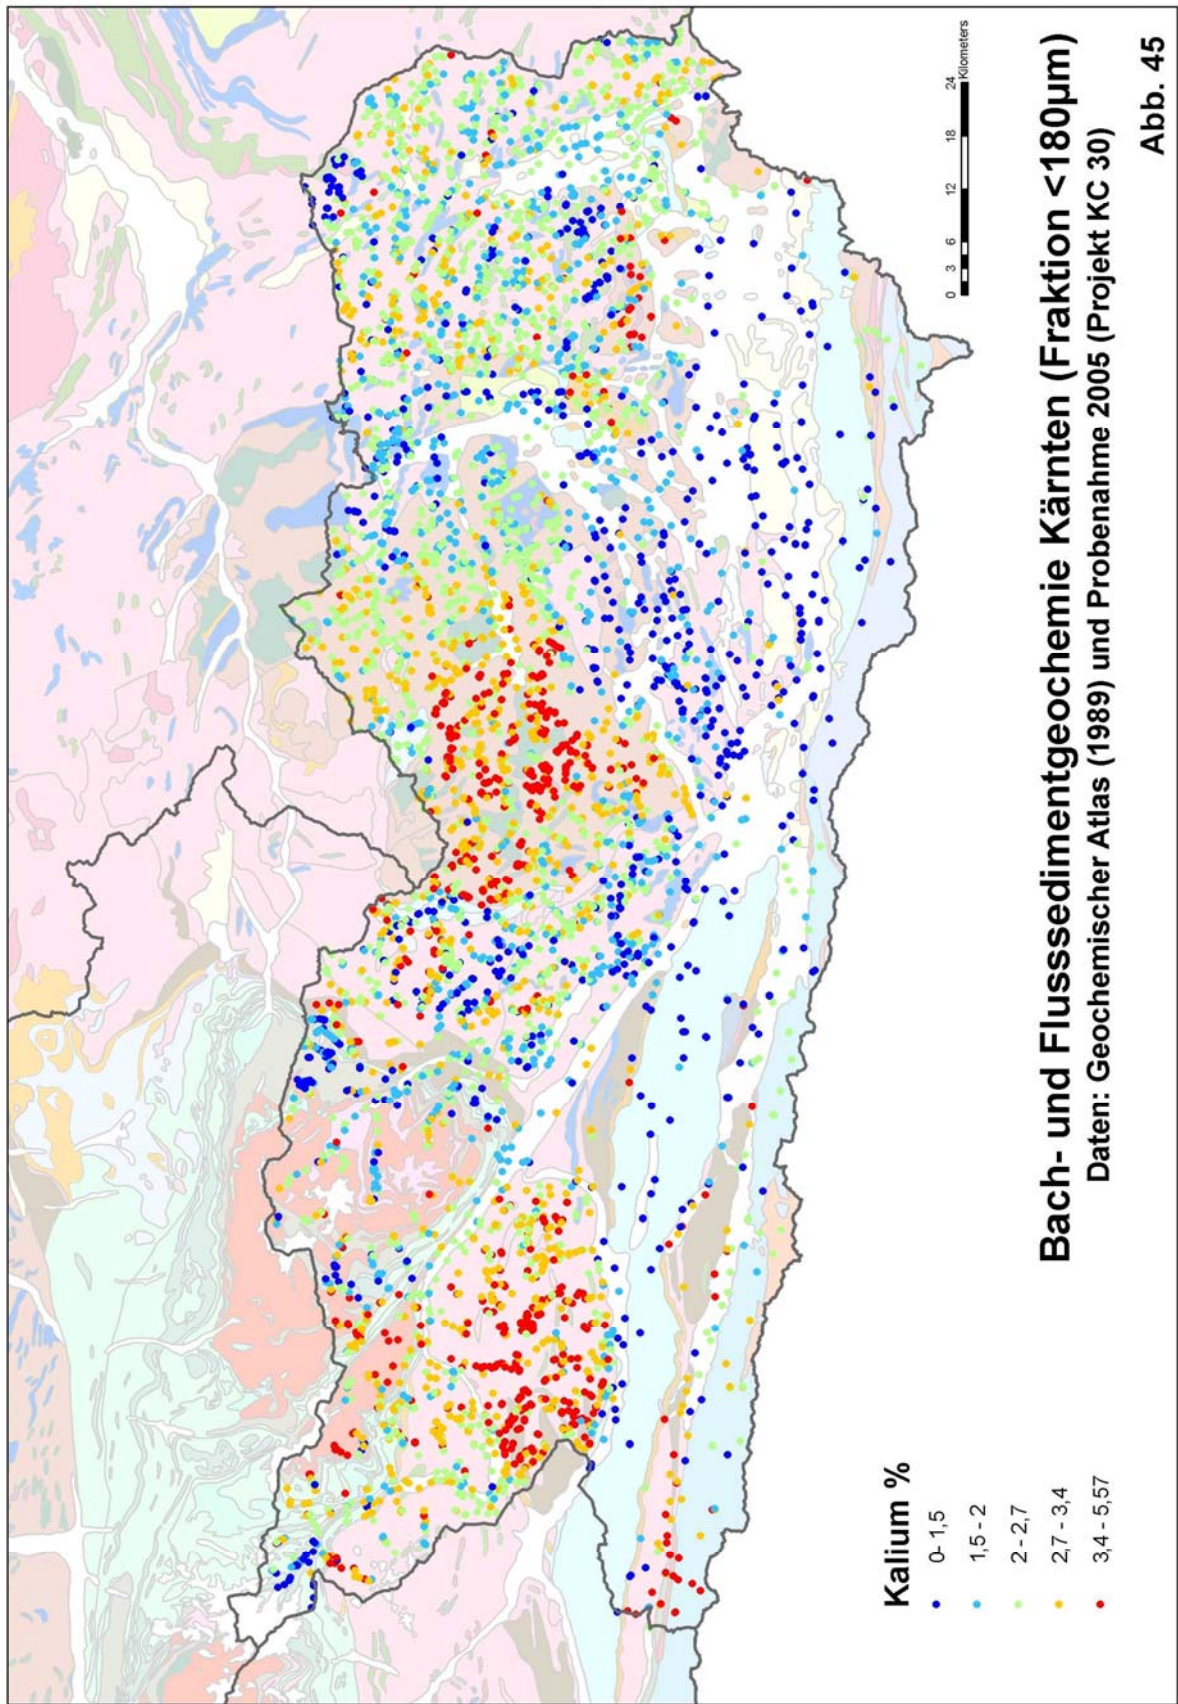 Kalium %
0- 1,5
1,5 - 2
2 - 2,7
2,7 - 3,4
3,4 - 5,57
0 3 6 12 18 24
Kilometers
Bach- und Flusssedimentgeochemie Kärnten (Fraktion <180µm)
Daten: Geochemischer Atlas (1989) und Probenahme 2005 (Projekt KC 30)
Abb. 45